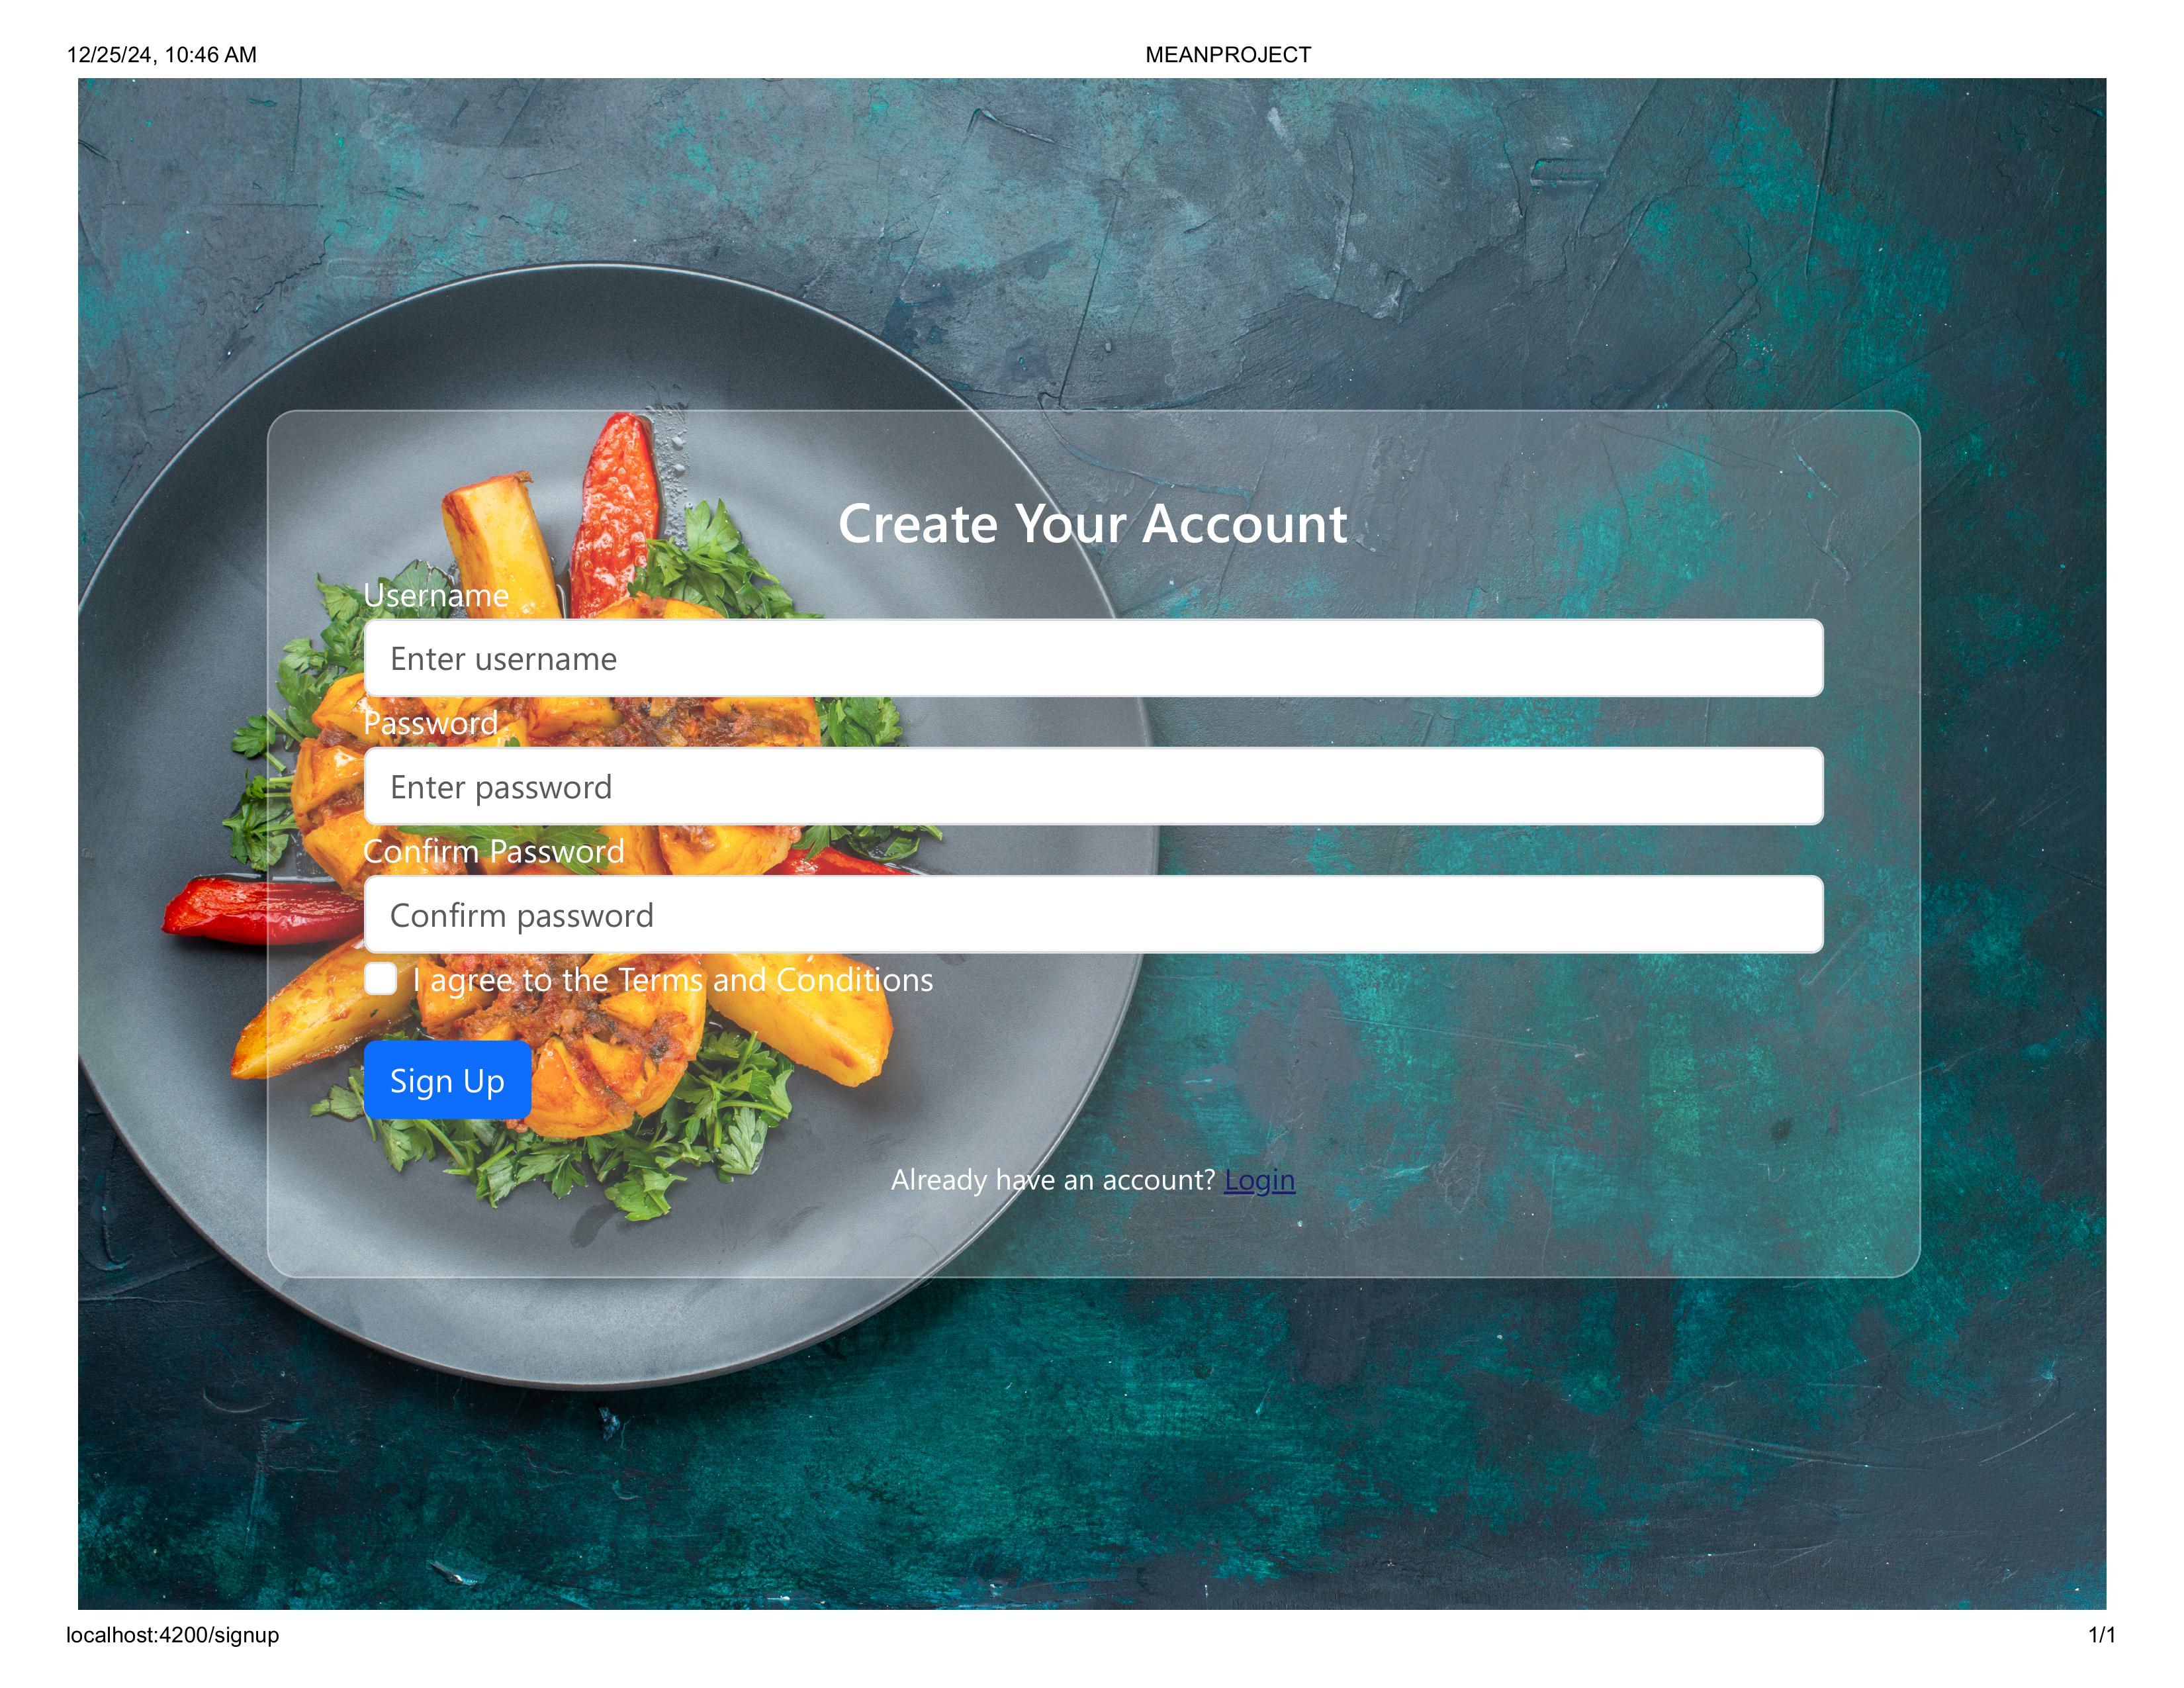 12/25/24, 10:46 AM
MEANPROJECT
Create Your Account
Username
Enter username
Password
Enter password
Confirm Password
Confirm password
I agree to the Terms and Conditions
Sign Up
Already have an account? Login
localhost:4200/signup
1/1